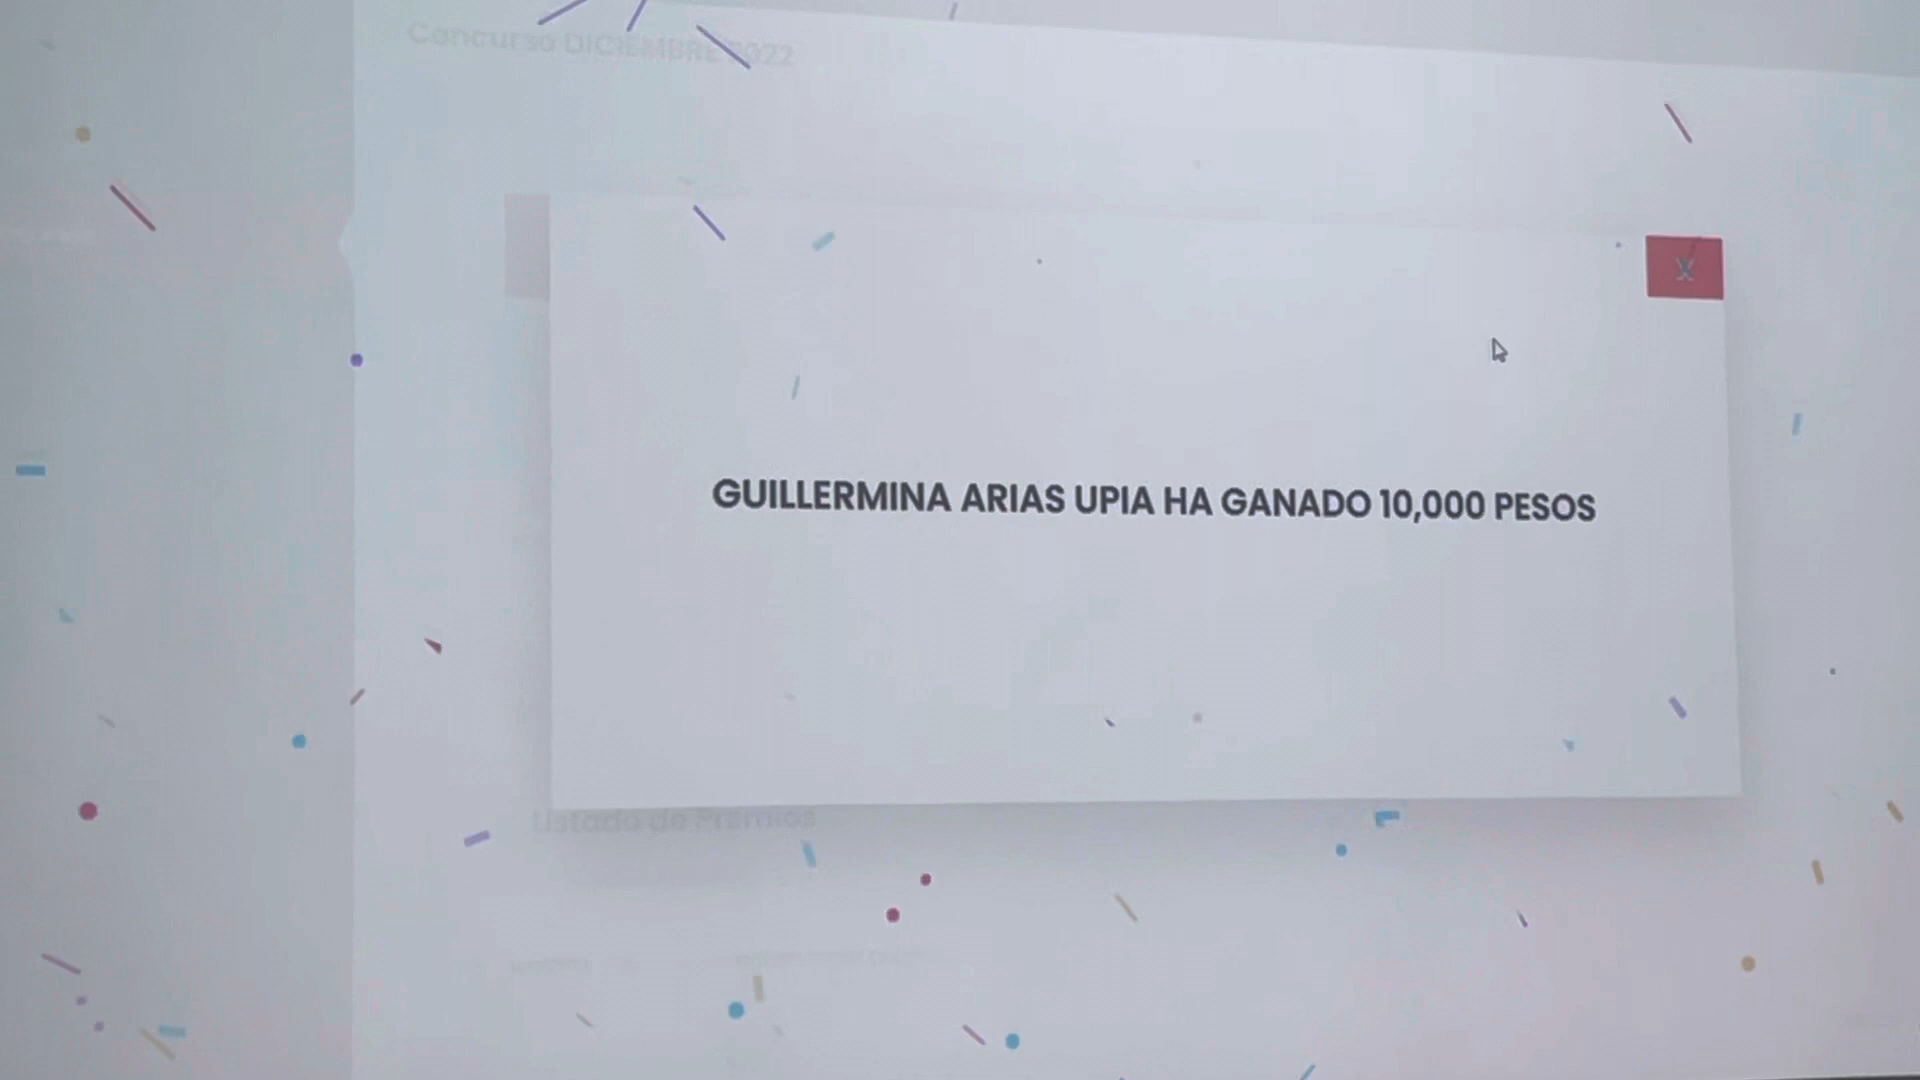 Concurso DICIEMBRE 2022
X
GUILLERMINA ARIAS UPIA HA GANADO 10,000 PESOS
Listado de Premios